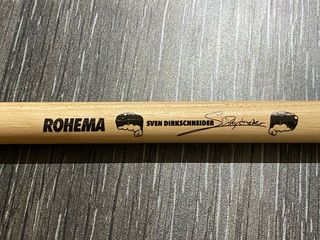 ROHEMA SVEN DIRKSCHNEIDER